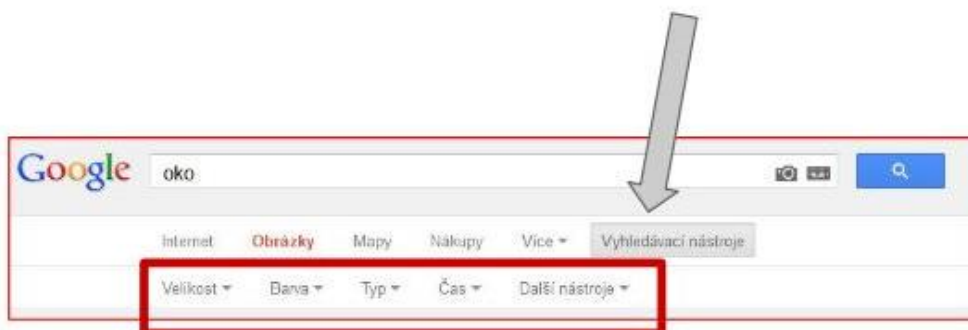 Google oko
Internet Obrázky Mapy Nákupy Více Vyhledávací nástroje
Velikost Barva Typ Čas Další nástroje